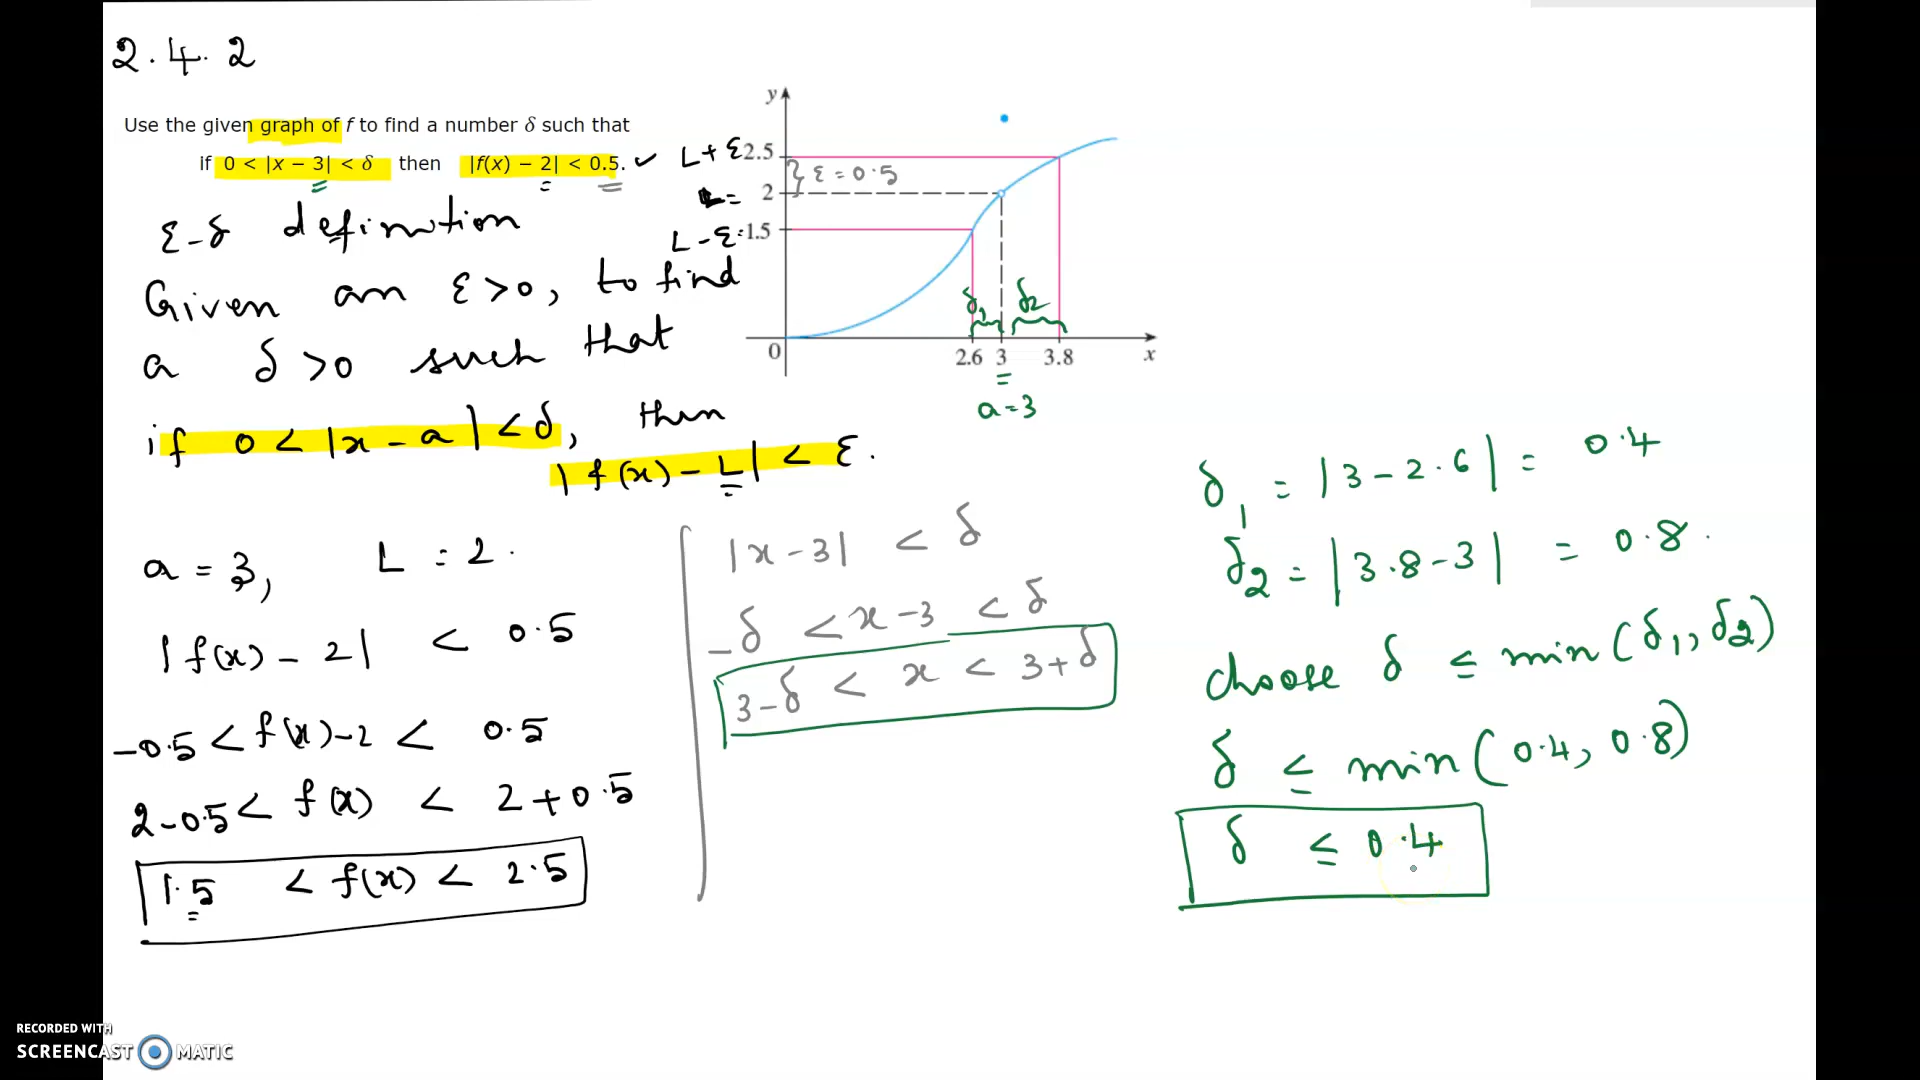 2.4.2
Use the given graph of f to find a number δ such that
if 0 < |x − 3| < δ then |f(x) − 2| < 0.5. ✓
ε-δ definition
Given an ε>0, to find
a δ >0 such that
if 0 < |x - a| < δ, then
|f(x) - L| < ε.
a = 3, L = 2.
|f(x) - 2| < 0.5
-0.5 < f(x)-2 < 0.5
2-0.5 < f(x) < 2+0.5
1.5 < f(x) < 2.5
y
L+ε 2.5
} ε = 0.5
L = 2
L-ε = 1.5
δ1 δ2
0 2.6 3 3.8 x
a=3
|x-3| < δ
-δ < x-3 < δ
3-δ < x < 3+δ
δ1 = |3-2.6| = 0.4
δ2 = |3.8-3| = 0.8.
choose δ ≤ min(δ1, δ2)
δ ≤ min(0.4, 0.8)
δ ≤ 0.4
RECORDED WITH
SCREENCAST MATIC